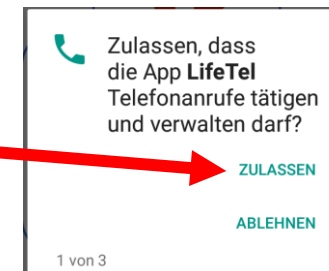 Zulassen, dass
die App LifeTel
Telefonanrufe tätigen
und verwalten darf?
ZULASSEN
ABLEHNEN
1 von 3